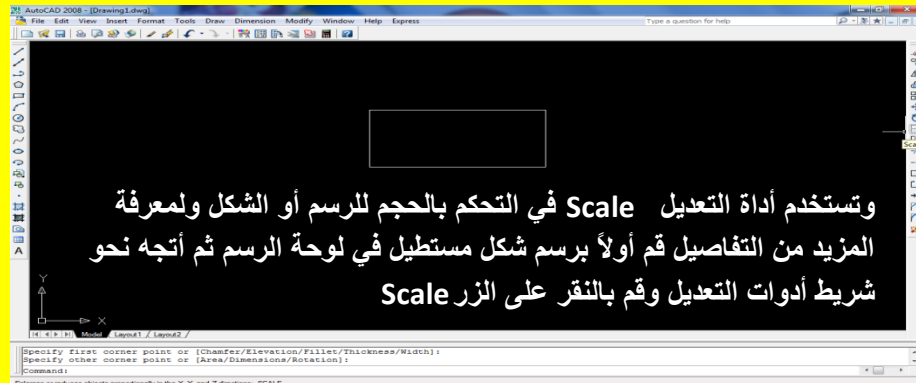 AutoCAD 2008 - [Drawing1.dwg]
File Edit View Insert Format Tools Draw Dimension Modify Window Help Express
Type a question for help
وتستخدم أداة التعديل Scale في التحكم بالحجم للرسم أو الشكل ولمعرفة
المزيد من التفاصيل قم أولاً برسم شكل مستطيل في لوحة الرسم ثم أتجه نحو
شريط أدوات التعديل وقم بالنقر على الزر Scale
Y
X
A
Model Layout1 Layout2
Specify first corner point or [Chamfer/Elevation/Fillet/Thickness/Width]:
Specify other corner point or [Area/Dimensions/Rotation]:
Command: